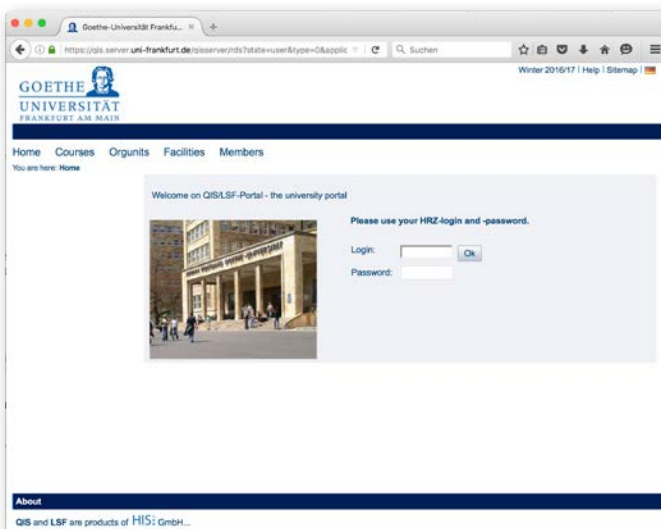 Goethe-Universität Frankfu...
https://qis.server.uni-frankfurt.de/qisserver/rds?state=user&type=0&applic
Suchen
Winter 2016/17 | Help | Sitemap |
GOETHE
UNIVERSITÄT
FRANKFURT AM MAIN
Home Courses Orgunits Facilities Members
You are here: Home
Welcome on QIS/LSF-Portal - the university portal
Please use your HRZ-login and -password.
Login:
Ok
Password:
About
QIS and LSF are products of HIS: GmbH...